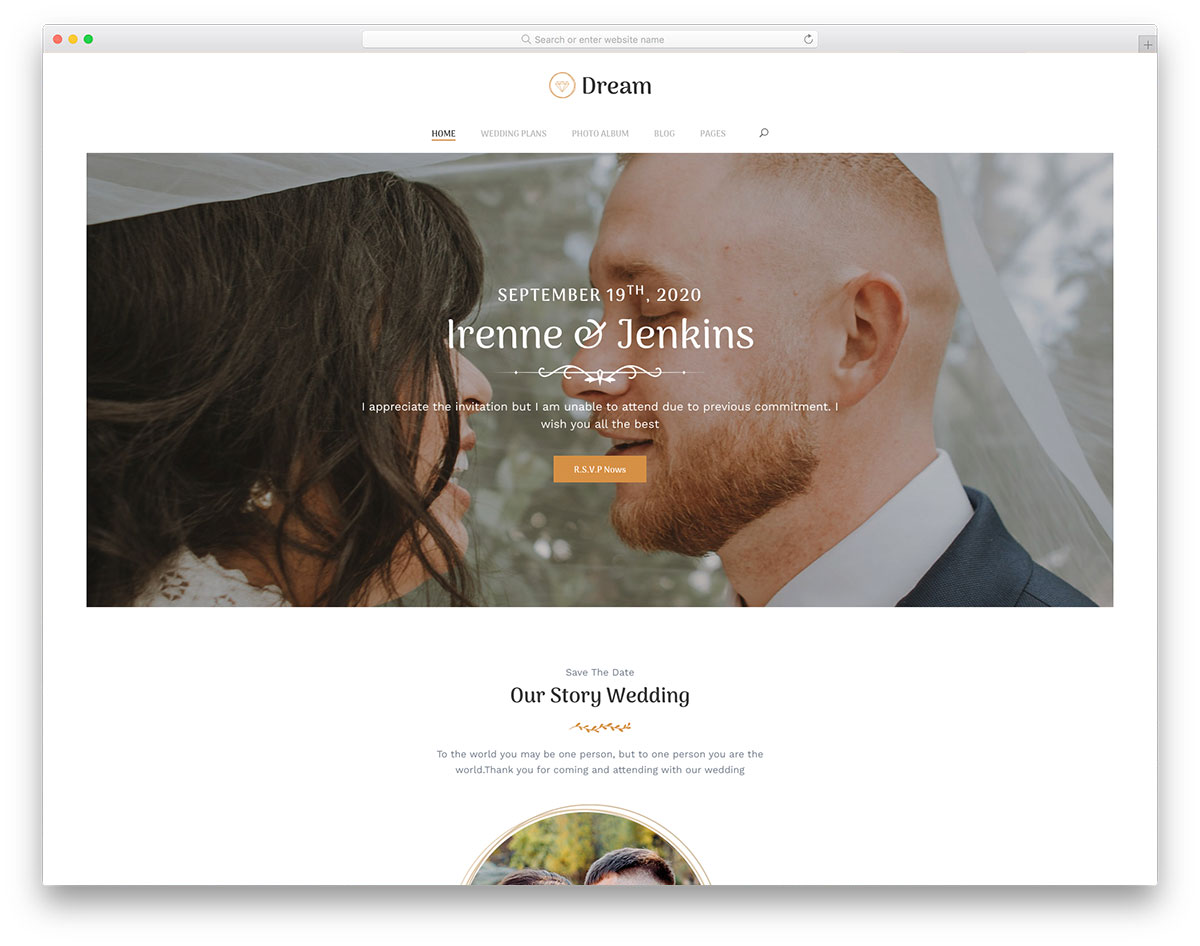 Search or enter website name
Dream
HOME WEDDING PLANS PHOTO ALBUM BLOG PAGES
SEPTEMBER 19TH, 2020
Irenne & Jenkins
I appreciate the invitation but I am unable to attend due to previous commitment. I
wish you all the best
R.S.V.P Nows
Save The Date
Our Story Wedding
To the world you may be one person, but to one person you are the
world.Thank you for coming and attending with our wedding